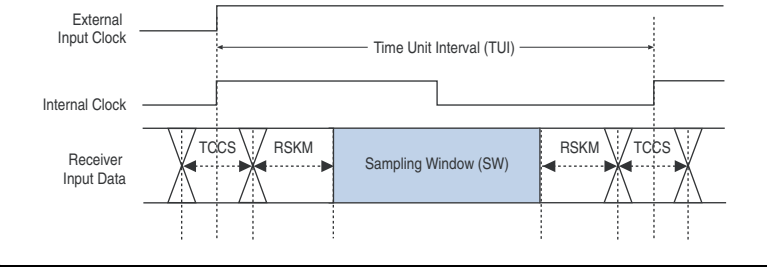 External
Input Clock
Time Unit Interval (TUI)
Internal Clock
Receiver
Input Data
TCCS
RSKM
Sampling Window (SW)
RSKM
TCCS